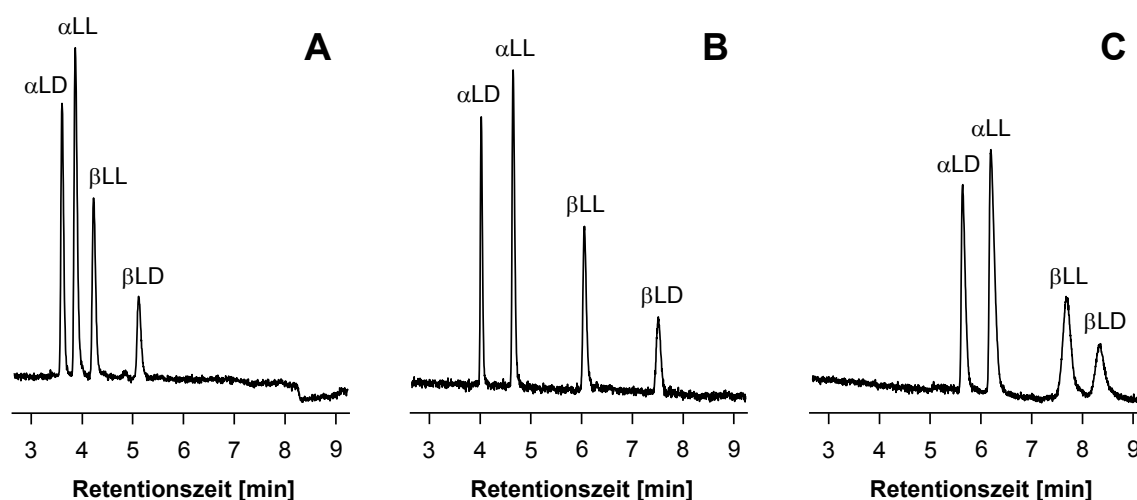 A
αLD
αLL
βLL
βLD
3 4 5 6 7 8 9
Retentionszeit [min]
B
αLD
αLL
βLL
βLD
3 4 5 6 7 8 9
Retentionszeit [min]
C
αLD
αLL
βLL
βLD
3 4 5 6 7 8 9
Retentionszeit [min]